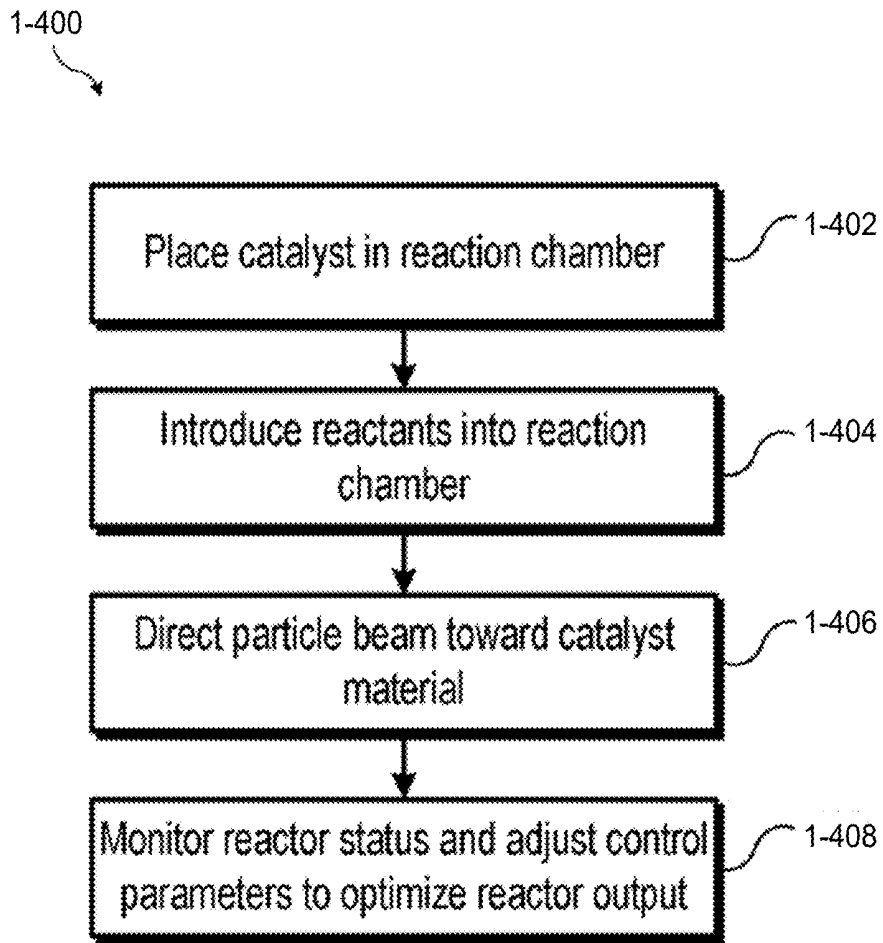 1-400
Place catalyst in reaction chamber
1-402
Introduce reactants into reaction
chamber
1-404
Direct particle beam toward catalyst
material
1-406
Monitor reactor status and adjust control
parameters to optimize reactor output
1-408